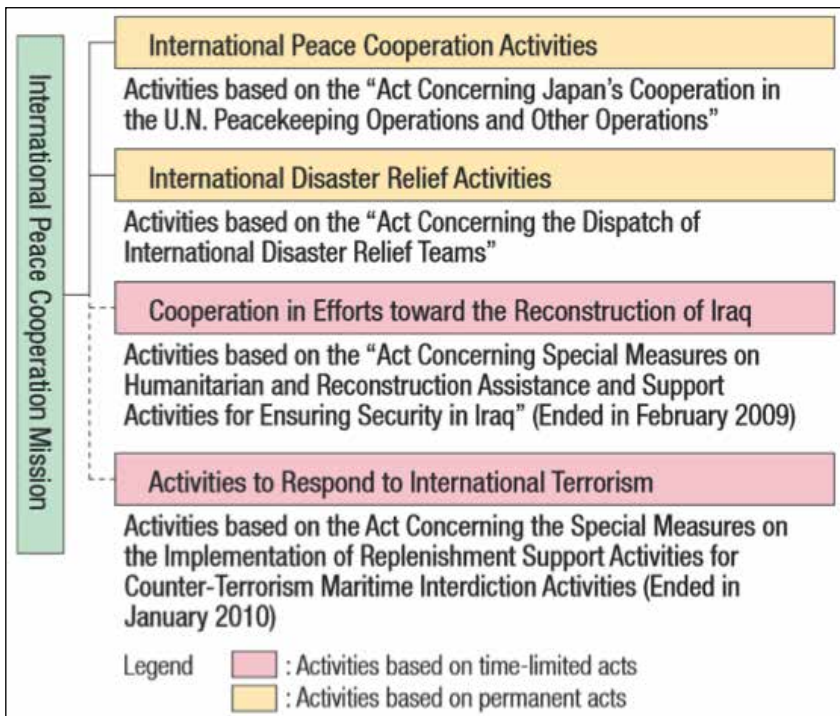 International Peace Cooperation Mission
International Peace Cooperation Activities
Activities based on the “Act Concerning Japan’s Cooperation in
the U.N. Peacekeeping Operations and Other Operations”
International Disaster Relief Activities
Activities based on the “Act Concerning the Dispatch of
International Disaster Relief Teams”
Cooperation in Efforts toward the Reconstruction of Iraq
Activities based on the “Act Concerning Special Measures on
Humanitarian and Reconstruction Assistance and Support
Activities for Ensuring Security in Iraq” (Ended in February 2009)
Activities to Respond to International Terrorism
Activities based on the Act Concerning the Special Measures on
the Implementation of Replenishment Support Activities for
Counter-Terrorism Maritime Interdiction Activities (Ended in
January 2010)
Legend : Activities based on time-limited acts
: Activities based on permanent acts